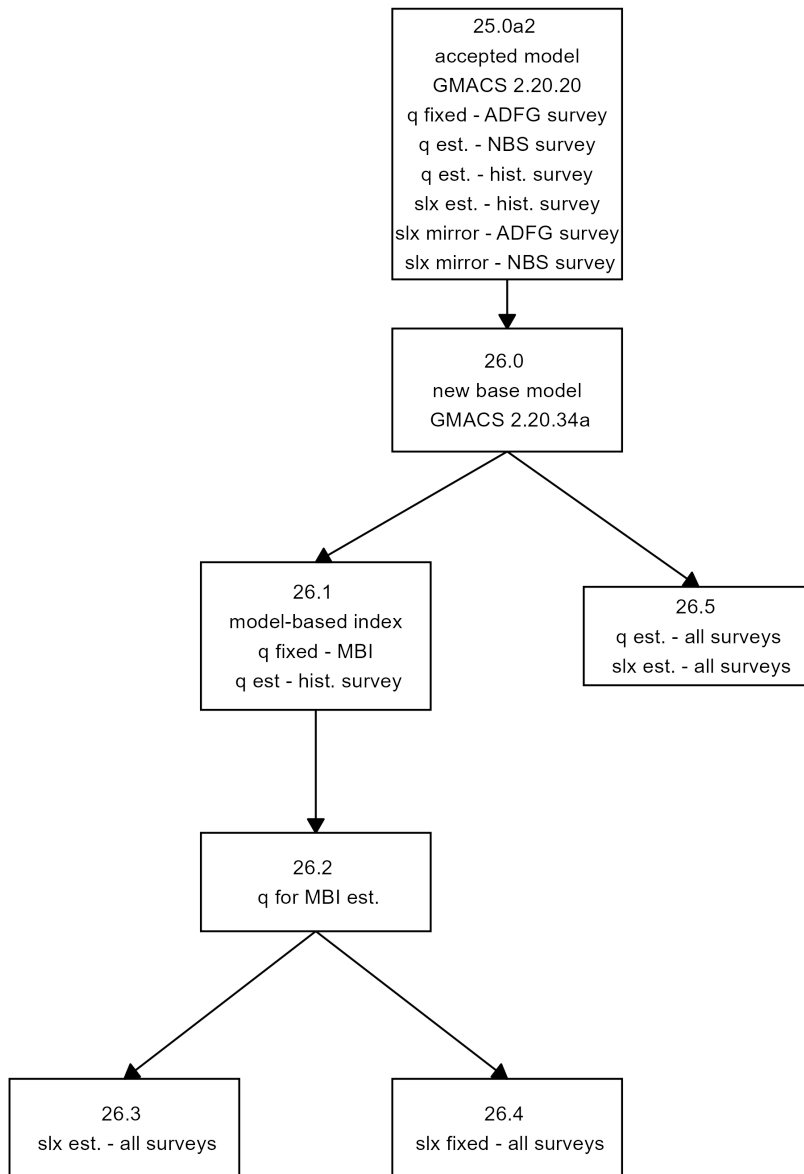 25.0a2
accepted model
GMACS 2.20.20
q fixed - ADFG survey
q est. - NBS survey
q est. - hist. survey
slx est. - hist. survey
slx mirror - ADFG survey
slx mirror - NBS survey
26.0
new base model
GMACS 2.20.34a
26.1
model-based index
q fixed - MBI
q est - hist. survey
26.5
q est. - all surveys
slx est. - all surveys
26.2
q for MBI est.
26.3
slx est. - all surveys
26.4
slx fixed - all surveys